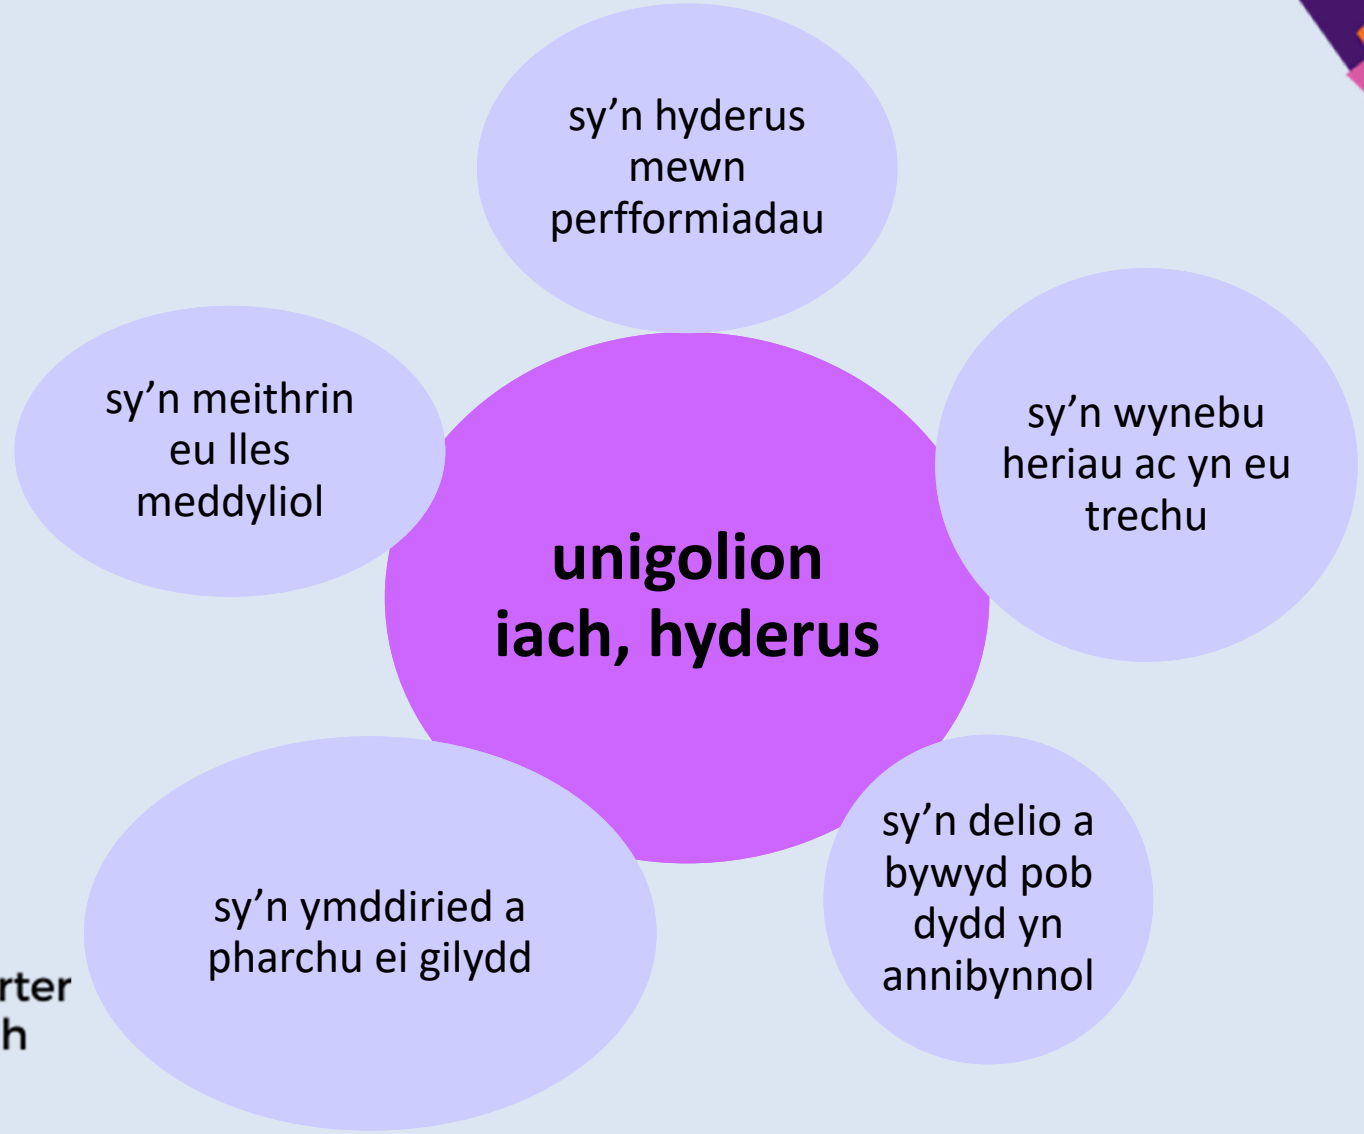 sy’n hyderus
mewn
perfformiadau
sy’n meithrin
eu lles
meddyliol
sy’n wynebu
heriau ac yn eu
trechu
unigolion
iach, hyderus
sy’n ymddiried a
pharchu ei gilydd
sy’n delio a
bywyd pob
dydd yn
annibynnol